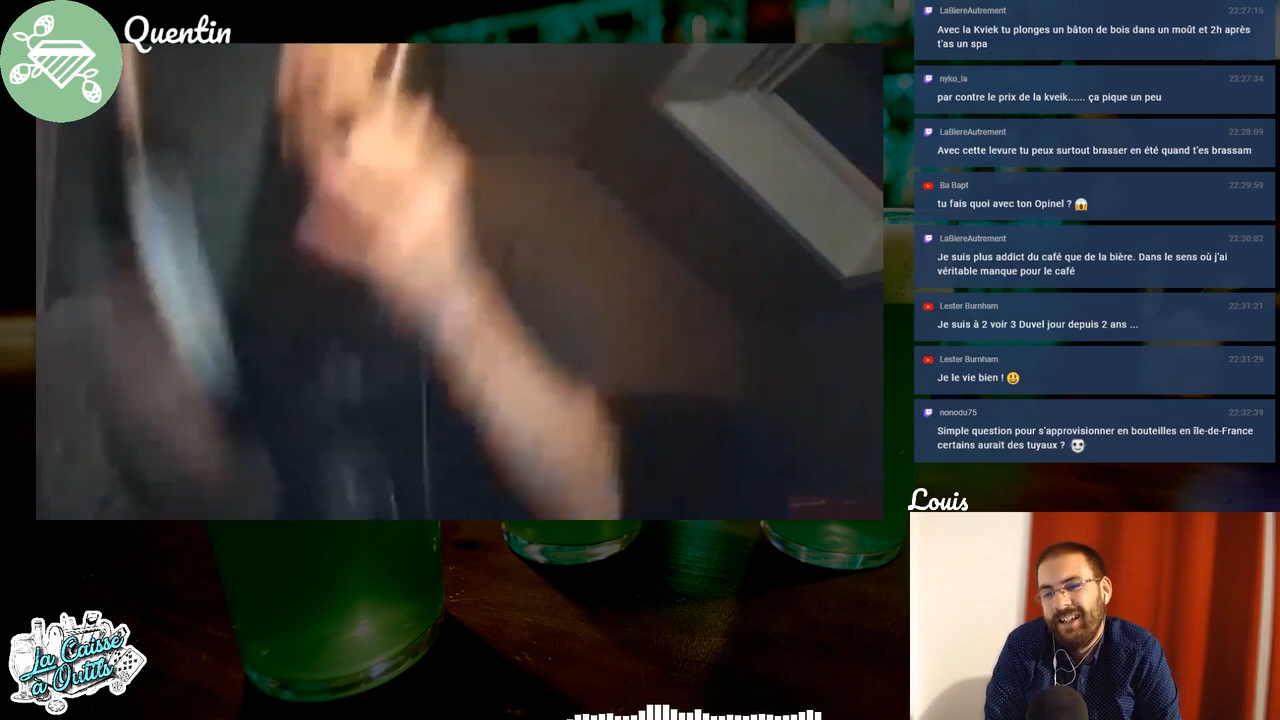 Quentin
LaBiereAutrement 22:27:15
Avec la Kviek tu plonges un bâton de bois dans un moût et 2h après
t'as un spa
nyko_la 22:27:34
par contre le prix de la kveik...... ça pique un peu
LaBiereAutrement 22:28:09
Avec cette levure tu peux surtout brasser en été quand t'es brassam
Ba Bapt 22:29:59
tu fais quoi avec ton Opinel ? 😱
LaBiereAutrement 22:30:02
Je suis plus addict du café que de la bière. Dans le sens où j'ai
véritable manque pour le café
Lester Burnham 22:31:21
Je suis à 2 voir 3 Duvel jour depuis 2 ans ...
Lester Burnham 22:31:29
Je le vie bien ! 😃
nonodu75 22:32:39
Simple question pour s'approvisionner en bouteilles en île-de-France
certains aurait des tuyaux ?
Louis
La Caisse
à Outils